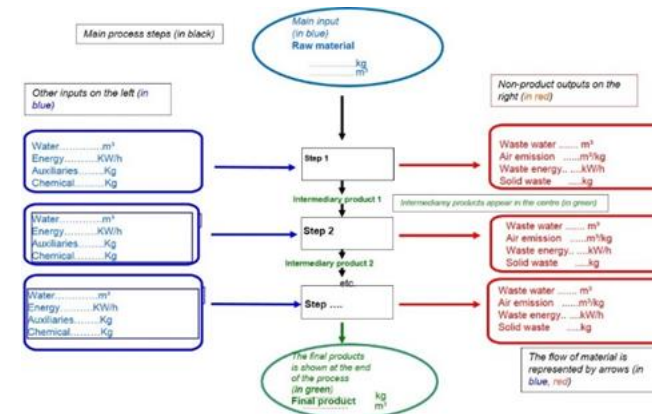 Main process steps (in black)
Main input
(in blue)
Raw material
kg
m³
Other inputs on the left (in
blue)
Non-product outputs on the
right (in red)
Water..........m³
Energy.........KW/h
Auxiliaries.......Kg
Chemical........Kg
Step 1
Waste water ....... m³
Air emission ......m³/kg
Waste energy.. ....kW/h
Solid waste .....kg
Intermediary product 1
Intermediarey products appear in the centre (in green)
Water..............m³
Energy..........KW/h
Auxiliaries........Kg
Chemical..........Kg
Step 2
Waste water ....... m³
Air emission ......m³/kg
Waste energy.. ....kW/h
Solid waste .....kg
Intermediary product 2
etc.
Water..............m³
Energy..........KW/h
Auxiliaries........Kg
Chemical..........Kg
Step ....
Waste water ....... m³
Air emission ......m³/kg
Waste energy.. ....kW/h
Solid waste .....kg
The final products
is shown at the end
of the process
(in green)
Final product
kg
m³
The flow of material is
represented by arrows (in
blue, red)